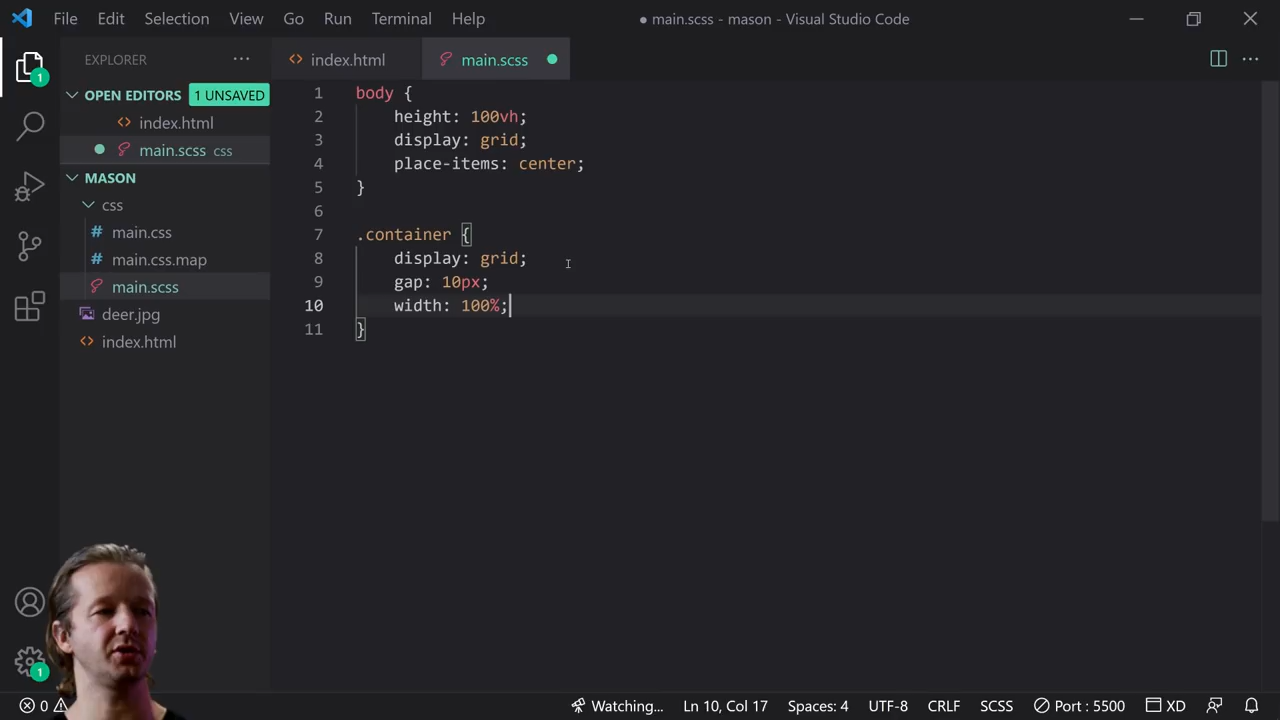 File Edit Selection View Go Run Terminal Help
● main.scss - mason - Visual Studio Code
EXPLORER
index.html
main.scss
OPEN EDITORS
1 UNSAVED
index.html
main.scss css
MASON
css
main.css
main.css.map
main.scss
deer.jpg
index.html
1
1
1 body {
2 height: 100vh;
3 display: grid;
4 place-items: center;
5 }
6
7 .container {
8 display: grid;
9 gap: 10px;
10 width: 100%;
11 }
0
Watching... Ln 10, Col 17 Spaces: 4 UTF-8 CRLF SCSS Port : 5500 XD